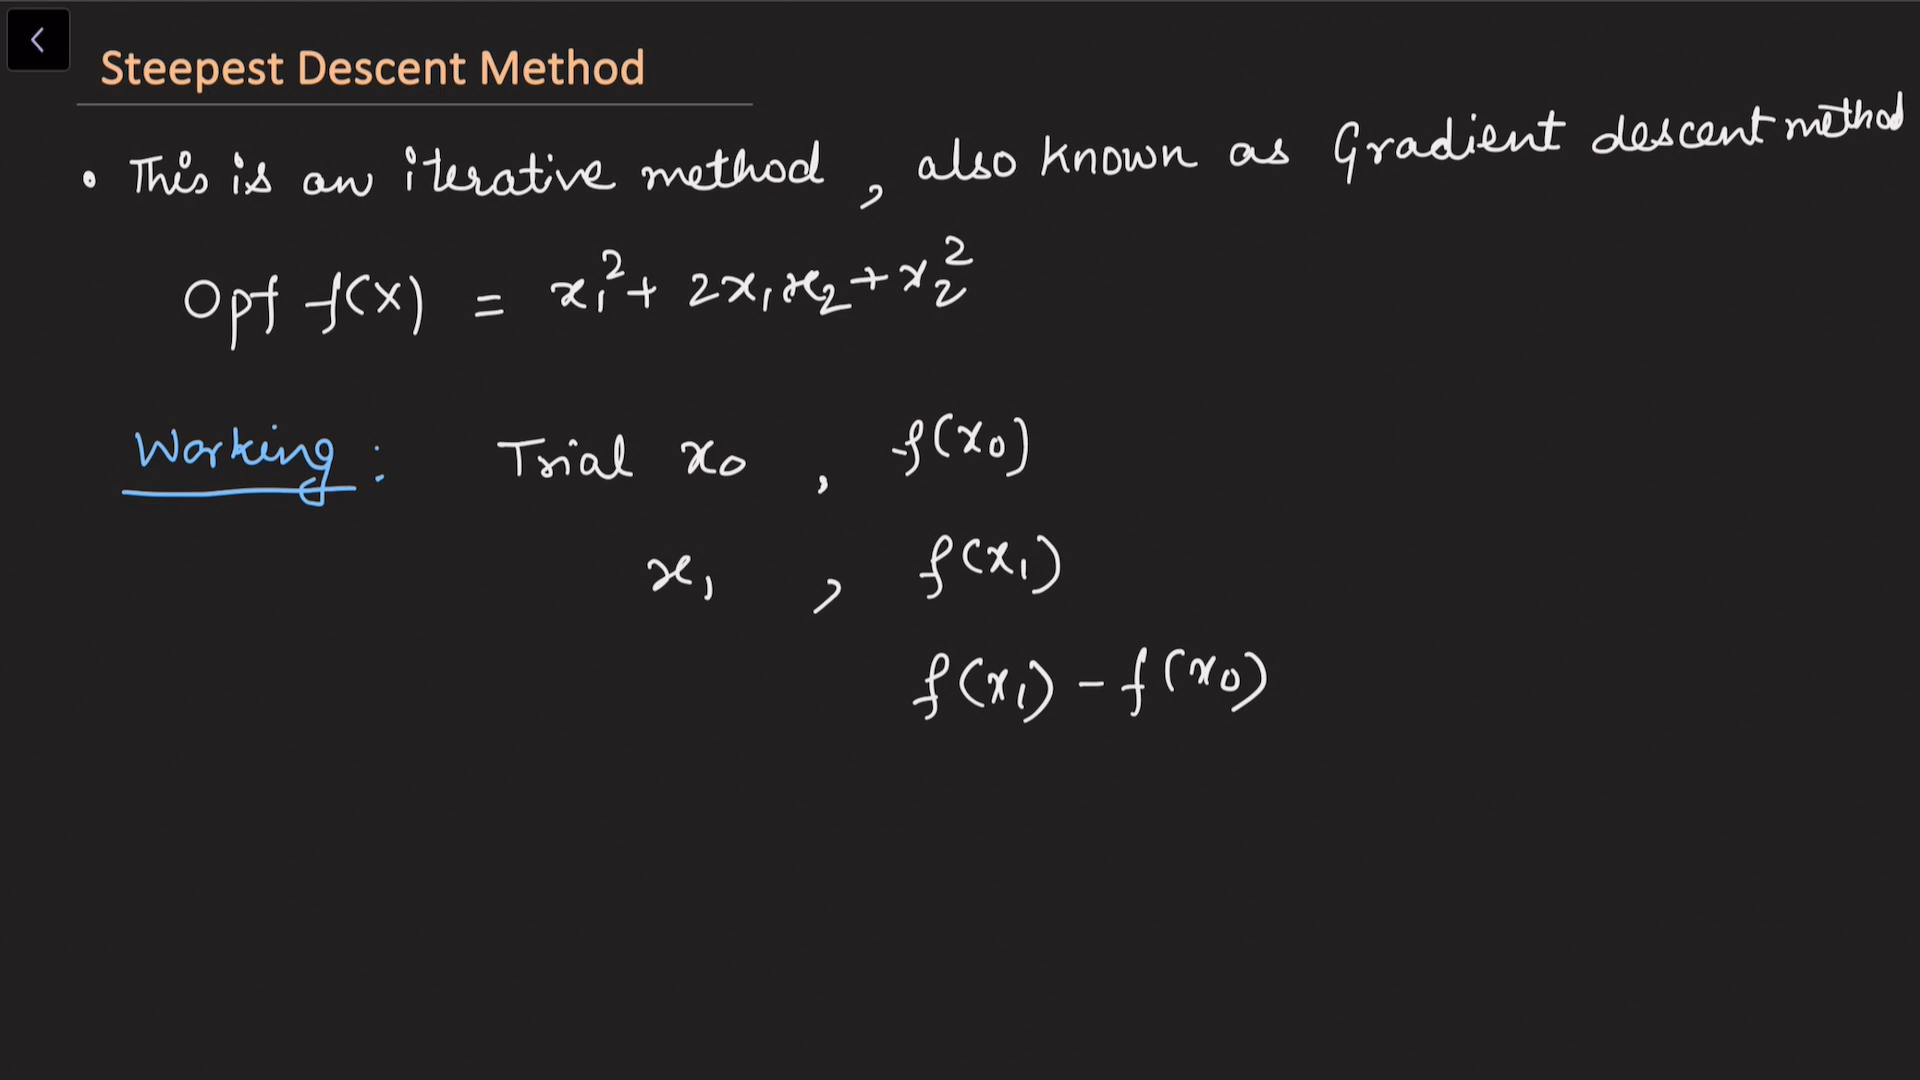 Steepest Descent Method
• This is an iterative method, also known as Gradient descent method
Opt f(x) = x₁² + 2x₁x₂ + x₂²
Working: Trial x₀, f(x₀)
x₁, f(x₁)
f(x₁) - f(x₀)